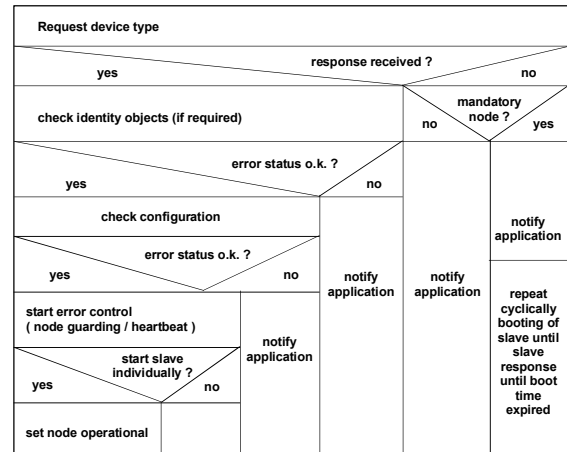 Request device type
response received ?
yes
no
check identity objects (if required)
mandatory
node ?
no
yes
error status o.k. ?
yes
no
check configuration
error status o.k. ?
yes
no
start error control
( node guarding / heartbeat )
start slave
individually ?
yes
no
set node operational
notify
application
notify
application
notify
application
notify
application
repeat
cyclically
booting of
slave until
slave
response
until boot
time
expired